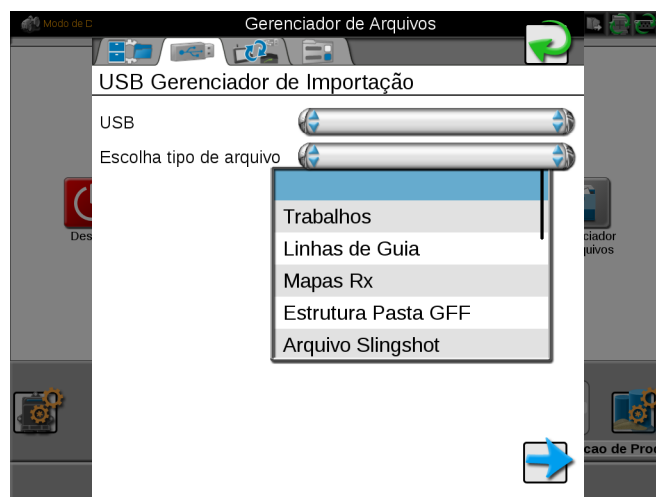 Modo de D
Gerenciador de Arquivos
USB Gerenciador de Importação
USB
Escolha tipo de arquivo
Trabalhos
Linhas de Guia
Mapas Rx
Estrutura Pasta GFF
Arquivo Slingshot
Des
ciador
quivos
cao de Proc